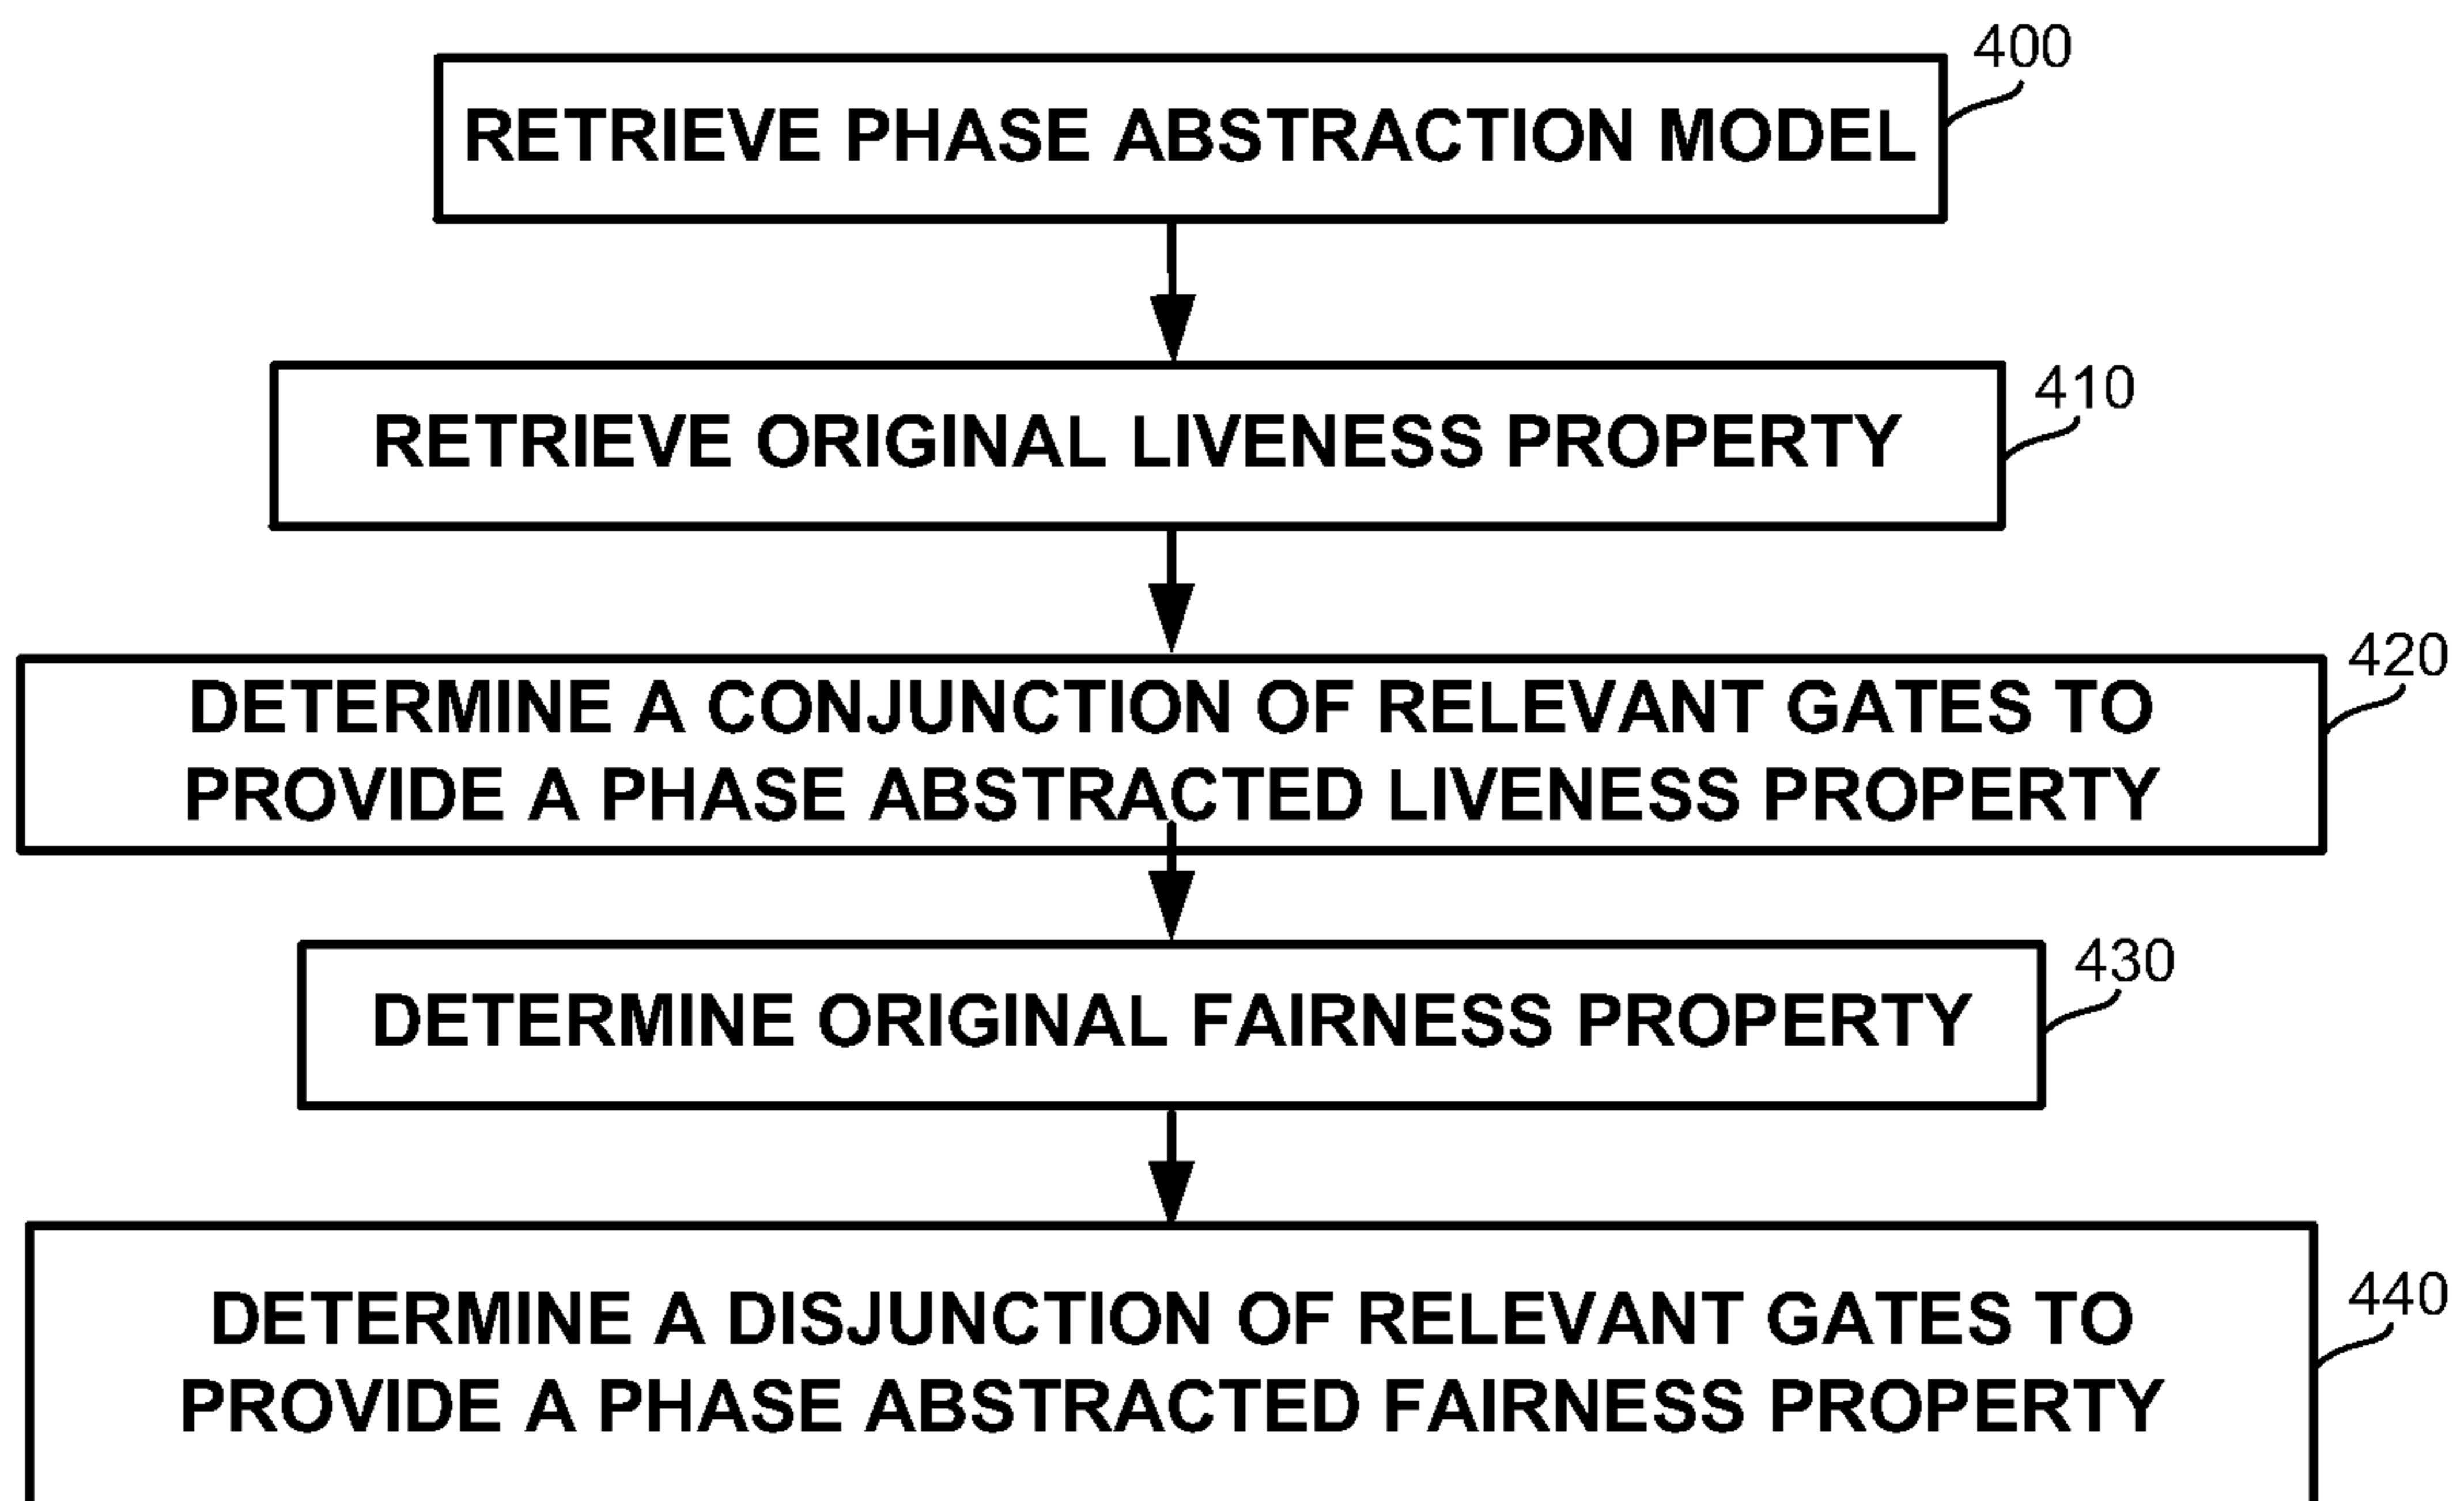 400
RETRIEVE PHASE ABSTRACTION MODEL
410
RETRIEVE ORIGINAL LIVENESS PROPERTY
420
DETERMINE A CONJUNCTION OF RELEVANT GATES TO
PROVIDE A PHASE ABSTRACTED LIVENESS PROPERTY
430
DETERMINE ORIGINAL FAIRNESS PROPERTY
440
DETERMINE A DISJUNCTION OF RELEVANT GATES TO
PROVIDE A PHASE ABSTRACTED FAIRNESS PROPERTY